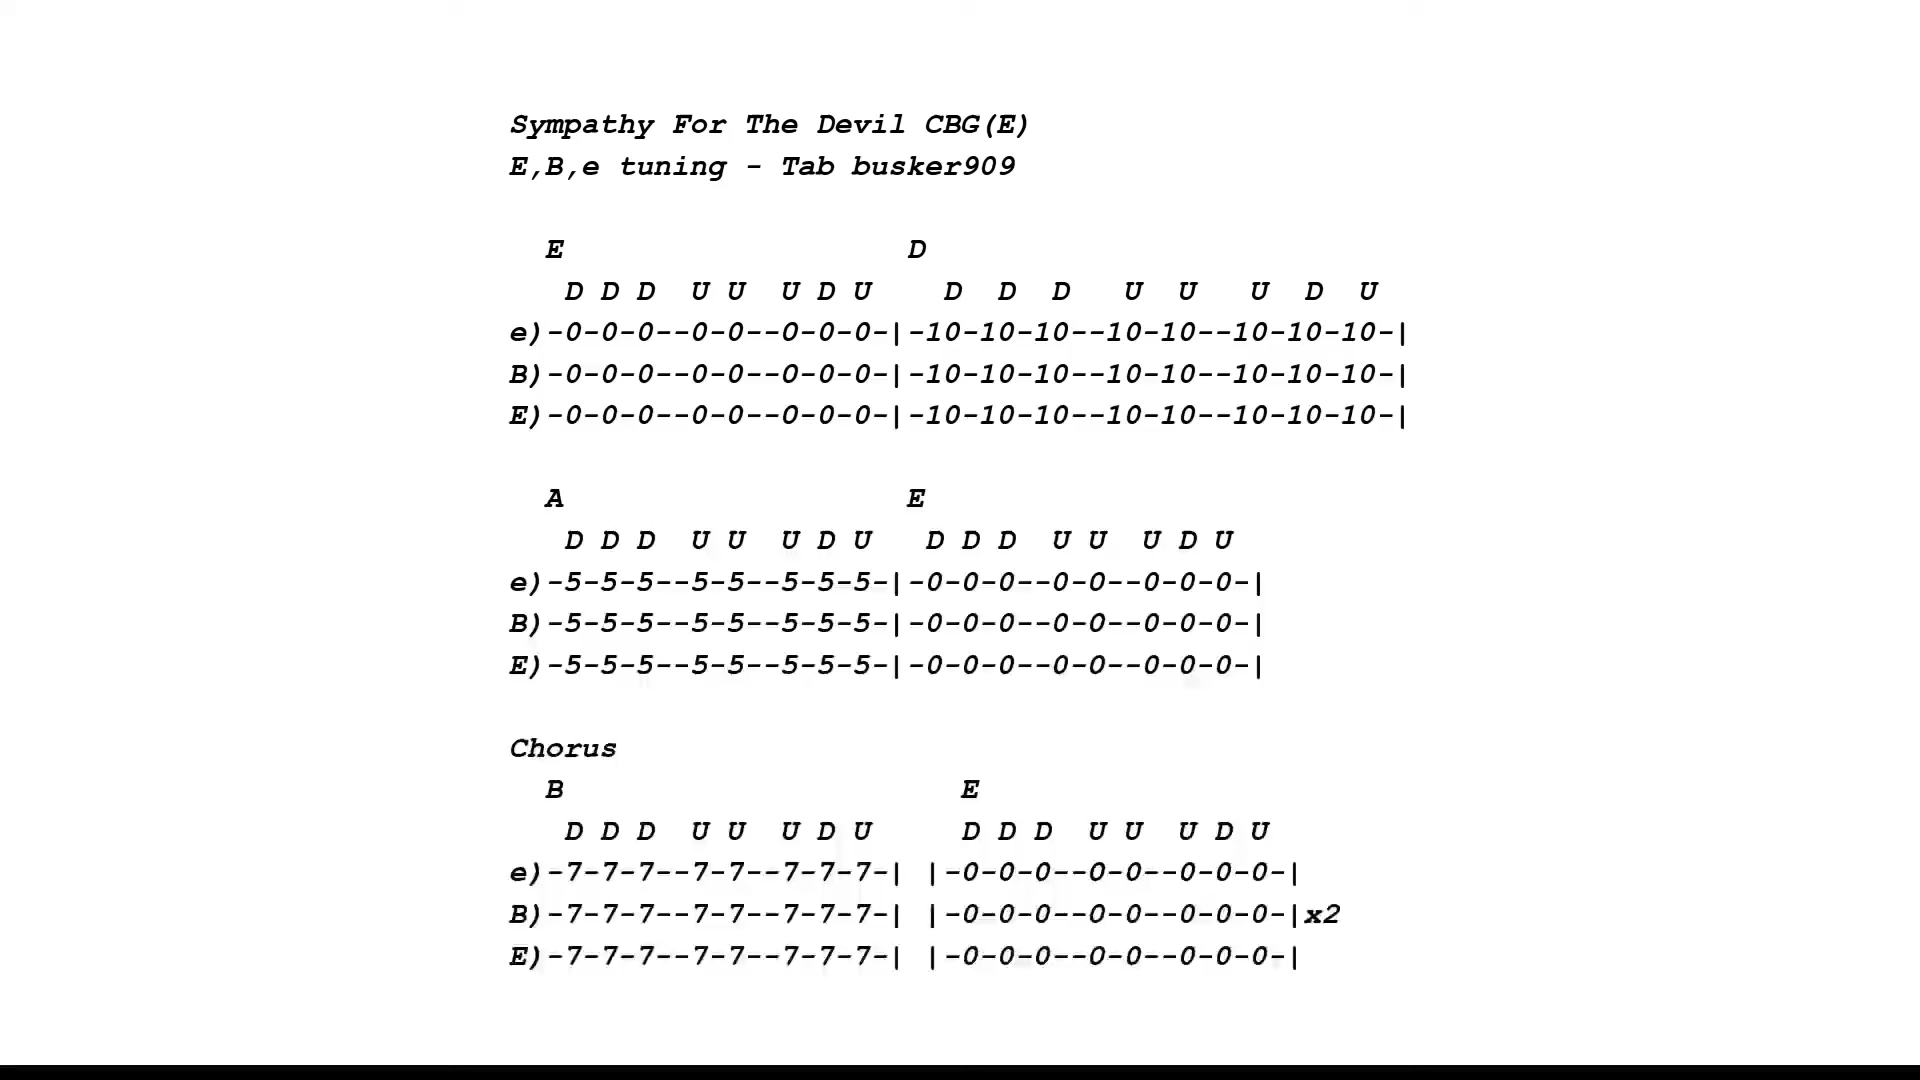 Sympathy For The Devil CBG(E)
E,B,e tuning - Tab busker909

  E                   D
   D D D  U U  U D U    D  D  D   U  U   U  D  U
e)-0-0-0--0-0--0-0-0-|-10-10-10--10-10--10-10-10-|
B)-0-0-0--0-0--0-0-0-|-10-10-10--10-10--10-10-10-|
E)-0-0-0--0-0--0-0-0-|-10-10-10--10-10--10-10-10-|

  A                   E
   D D D  U U  U D U   D D D  U U  U D U
e)-5-5-5--5-5--5-5-5-|-0-0-0--0-0--0-0-0-|
B)-5-5-5--5-5--5-5-5-|-0-0-0--0-0--0-0-0-|
E)-5-5-5--5-5--5-5-5-|-0-0-0--0-0--0-0-0-|

Chorus
  B                      E
   D D D  U U  U D U     D D D  U U  U D U
e)-7-7-7--7-7--7-7-7-| |-0-0-0--0-0--0-0-0-|
B)-7-7-7--7-7--7-7-7-| |-0-0-0--0-0--0-0-0-|x2
E)-7-7-7--7-7--7-7-7-| |-0-0-0--0-0--0-0-0-|